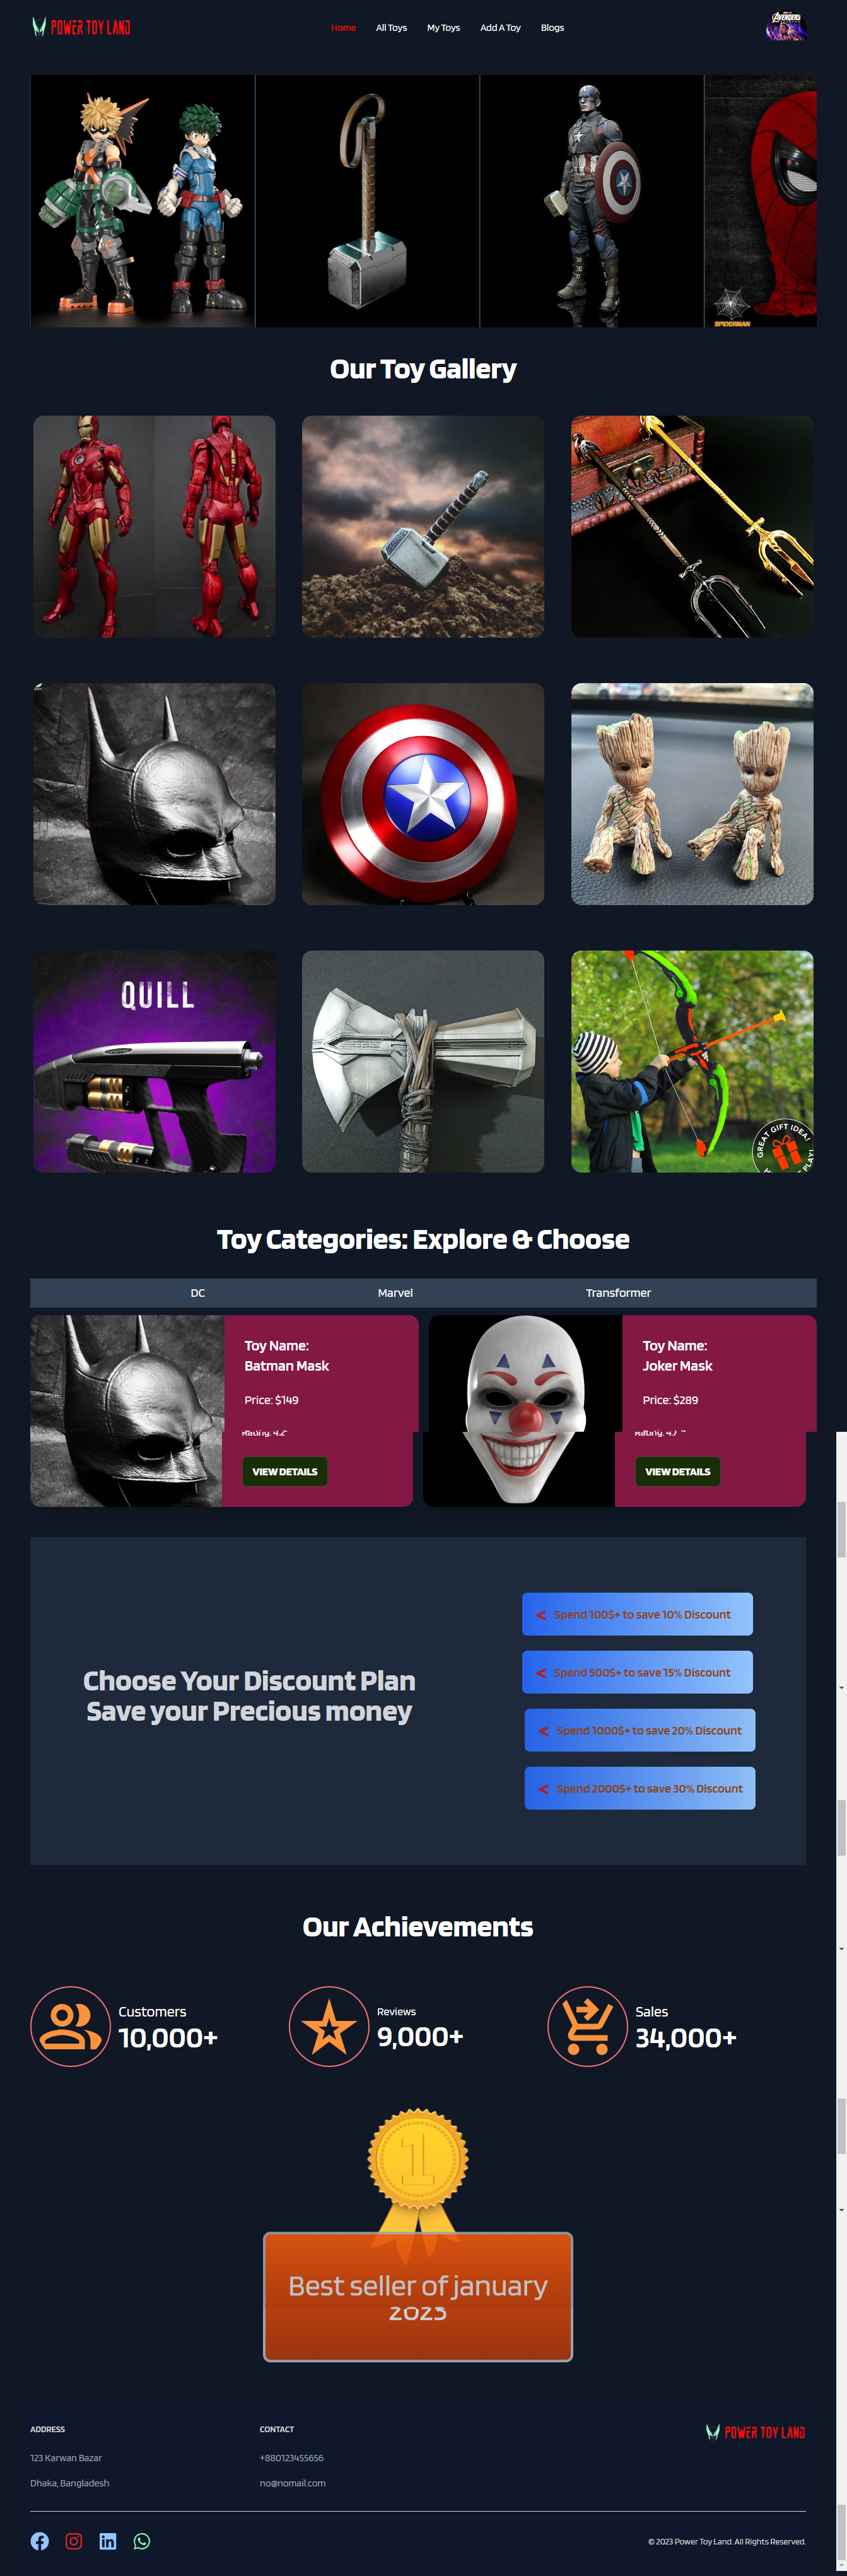 POWER TOY LAND
Home All Toys My Toys Add A Toy Blogs
AVENGERS
SPIDERMAN
Our Toy Gallery
QUILL
GREAT GIFT IDEA!
PLAY!
Toy Categories: Explore & Choose
DC Marvel Transformer
Toy Name:
Batman Mask
Price: $149
Rating: 4.2
VIEW DETAILS
Toy Name:
Joker Mask
Price: $289
Rating: 4.7
VIEW DETAILS
Choose Your Discount Plan
Save your Precious money
< Spend 100$+ to save 10% Discount
< Spend 500$+ to save 15% Discount
< Spend 1000$+ to save 20% Discount
< Spend 2000$+ to save 30% Discount
Our Achievements
Customers
10,000+
Reviews
9,000+
Sales
34,000+
1
Best seller of january
2023
ADDRESS
123 Karwan Bazar
Dhaka, Bangladesh
CONTACT
+880123455656
no@nomail.com
POWER TOY LAND
© 2023 Power Toy Land. All Rights Reserved.